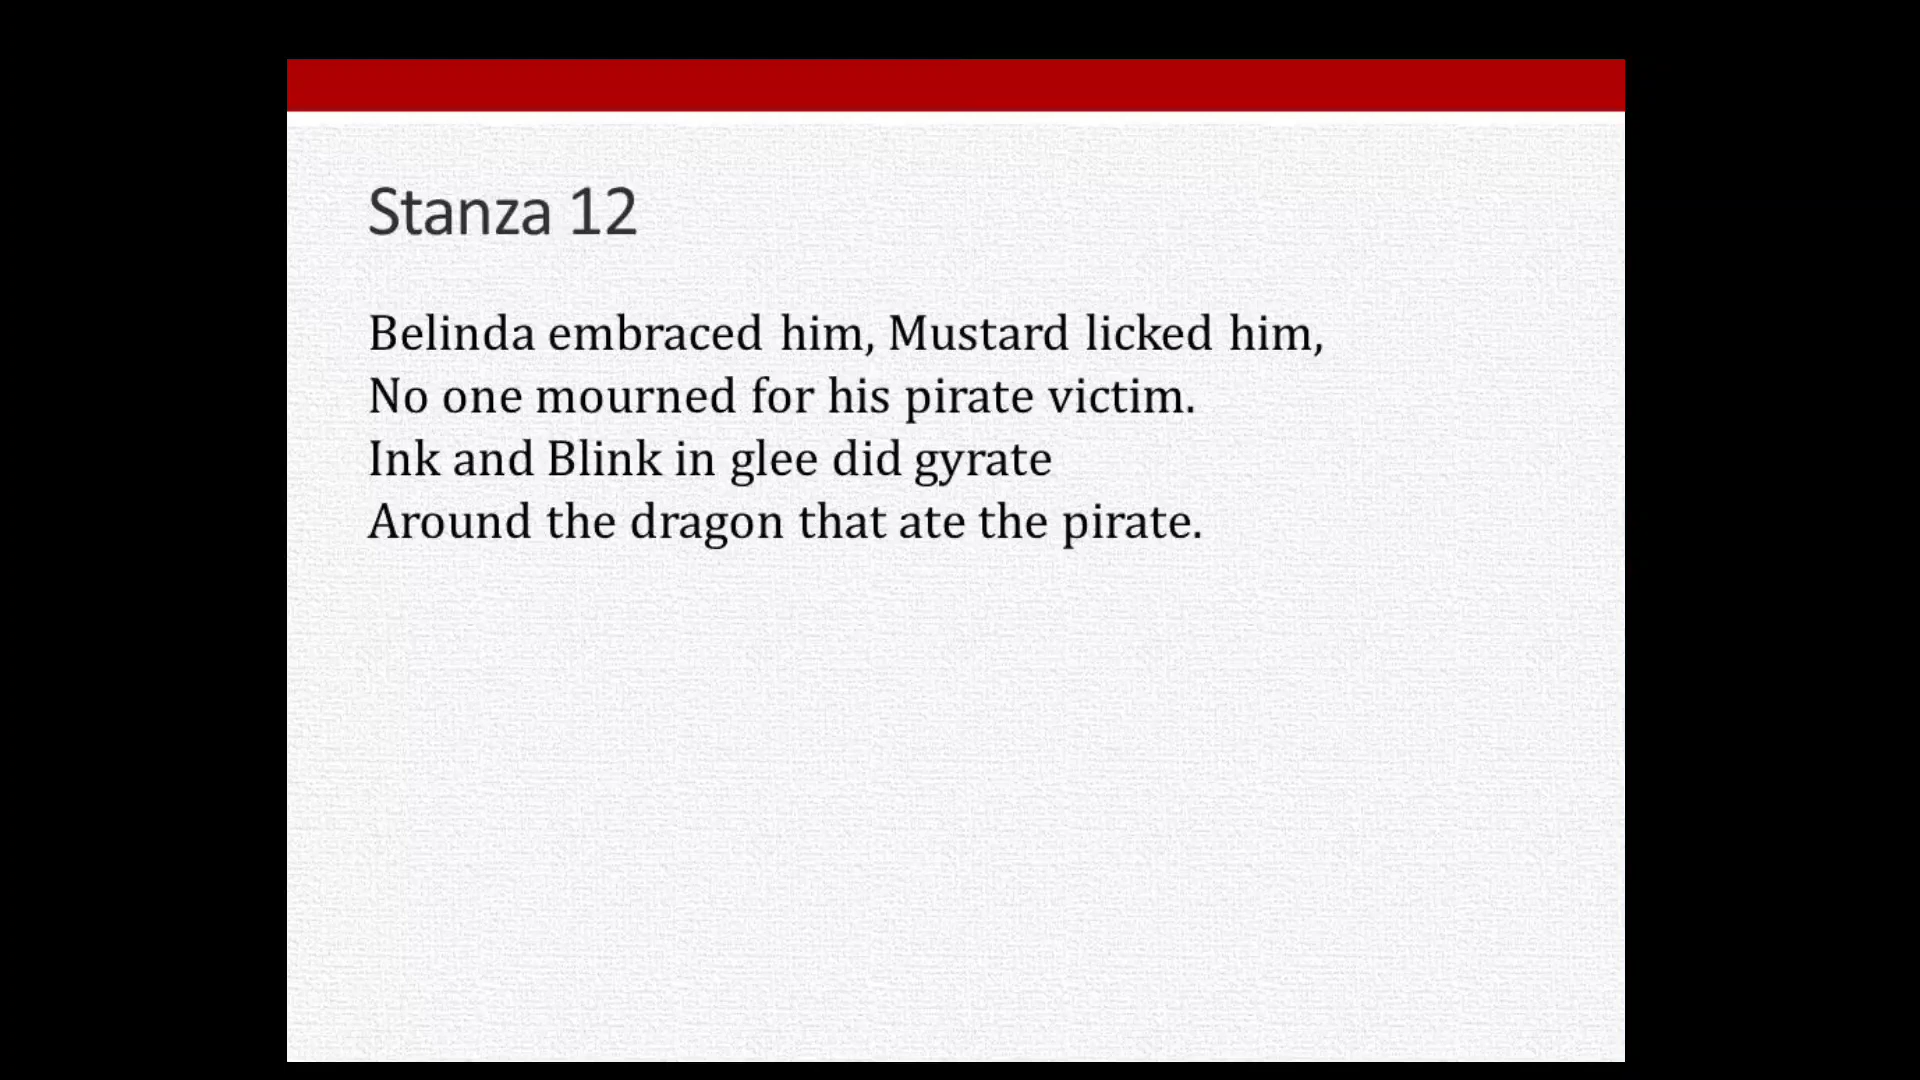 Stanza 12
Belinda embraced him, Mustard licked him,
No one mourned for his pirate victim.
Ink and Blink in glee did gyrate
Around the dragon that ate the pirate.